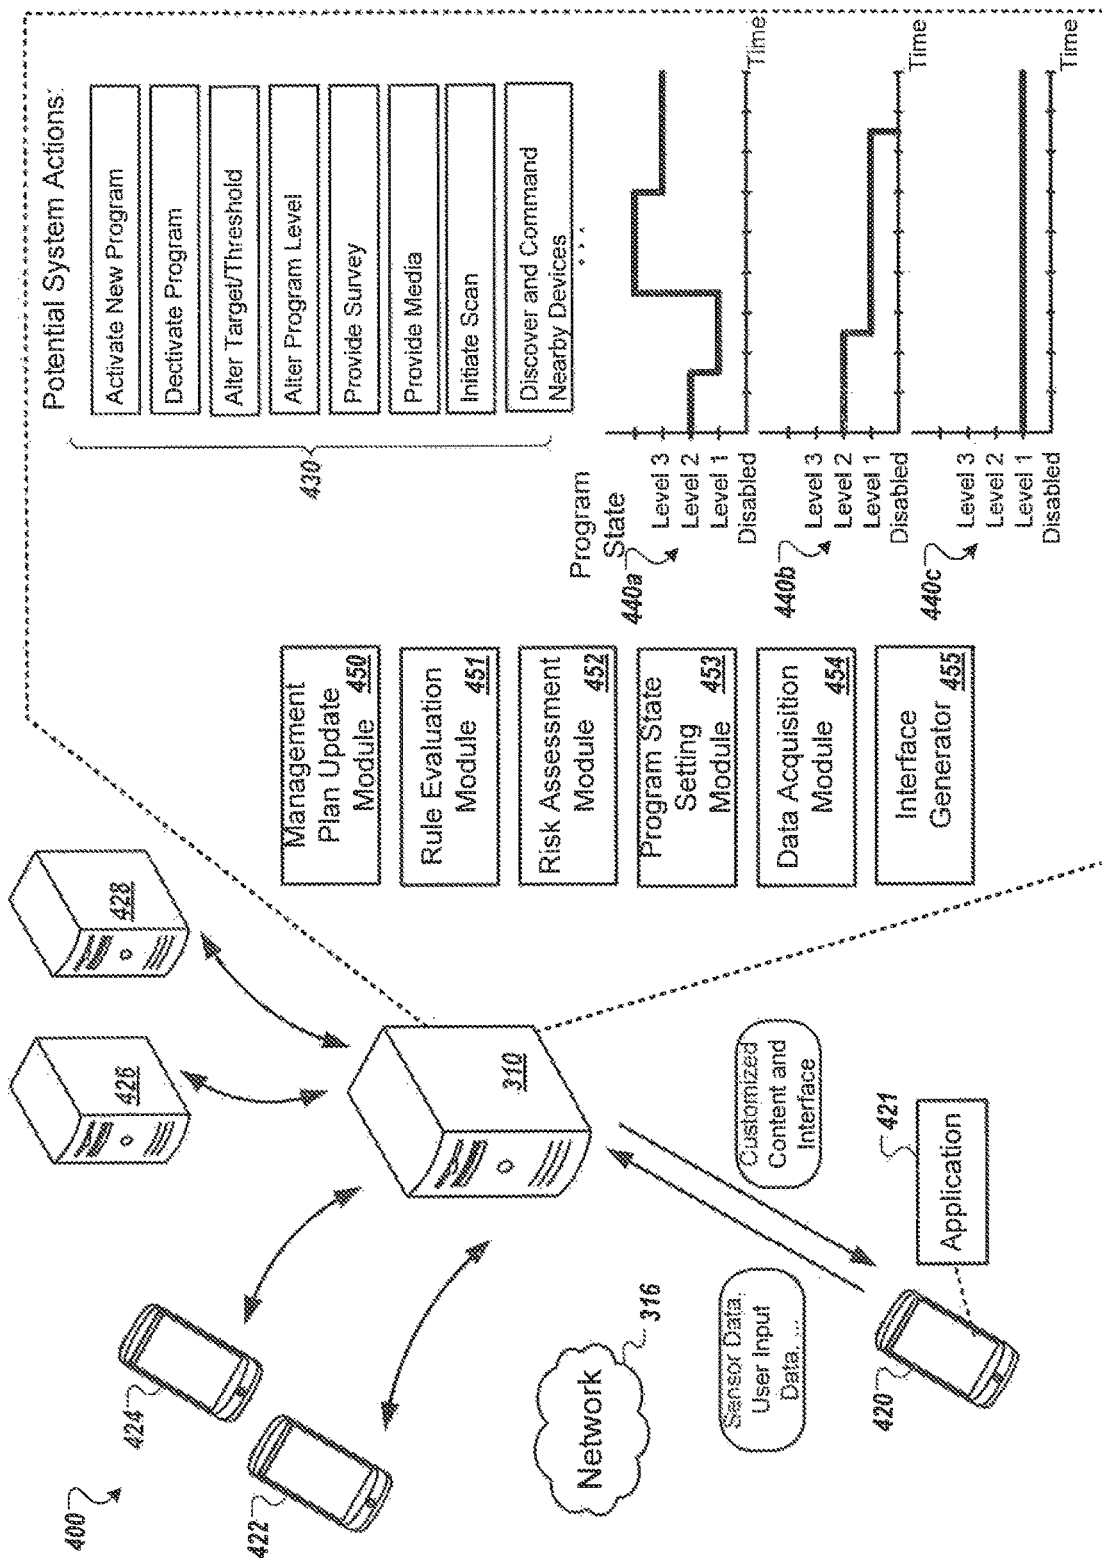 400
424
422
Network
316
420
Application
421
Sensor Data,
User Input
Data, ...
Customized
Content and
Interface
426
428
310
Management
Plan Update
Module 450
Rule Evaluation
Module 451
Risk Assessment
Module 452
Program State
Setting
Module 453
Data Acquisition
Module 454
Interface
Generator 455
Potential System Actions:
Activate New Program
Dectivate Program
Alter Target/Threshold
Alter Program Level
Provide Survey
Provide Media
Initiate Scan
Discover and Command
Nearby Devices
...
430
Program
State
440a
Level 3
Level 2
Level 1
Disabled
Time
440b
Level 3
Level 2
Level 1
Disabled
Time
440c
Level 3
Level 2
Level 1
Disabled
Time